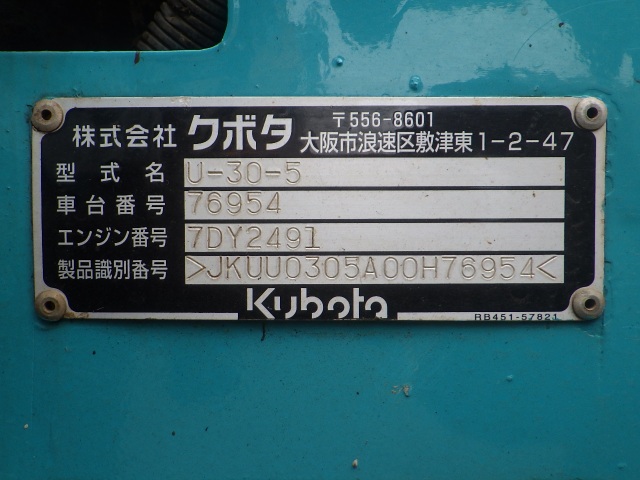 株式会社 クボタ 〒556-8601
大阪市浪速区敷津東1-2-47
型式名 U-30-5
車台番号 76954
エンジン番号 7DY2491
製品識別番号 >JKUU0305A00H76954<
Kubota
RB451-57821